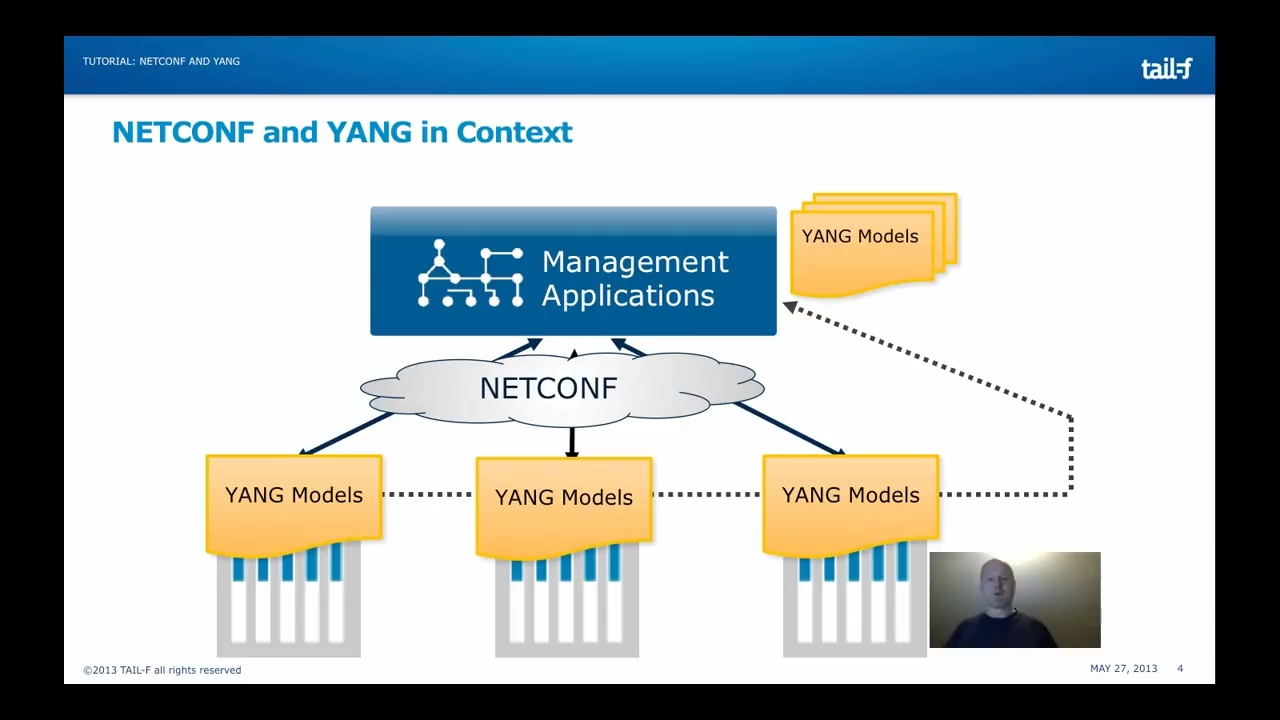 TUTORIAL: NETCONF AND YANG
tail-f
NETCONF and YANG in Context
YANG Models
Management
Applications
NETCONF
YANG Models
YANG Models
YANG Models
©2013 TAIL-F all rights reserved
MAY 27, 2013 4